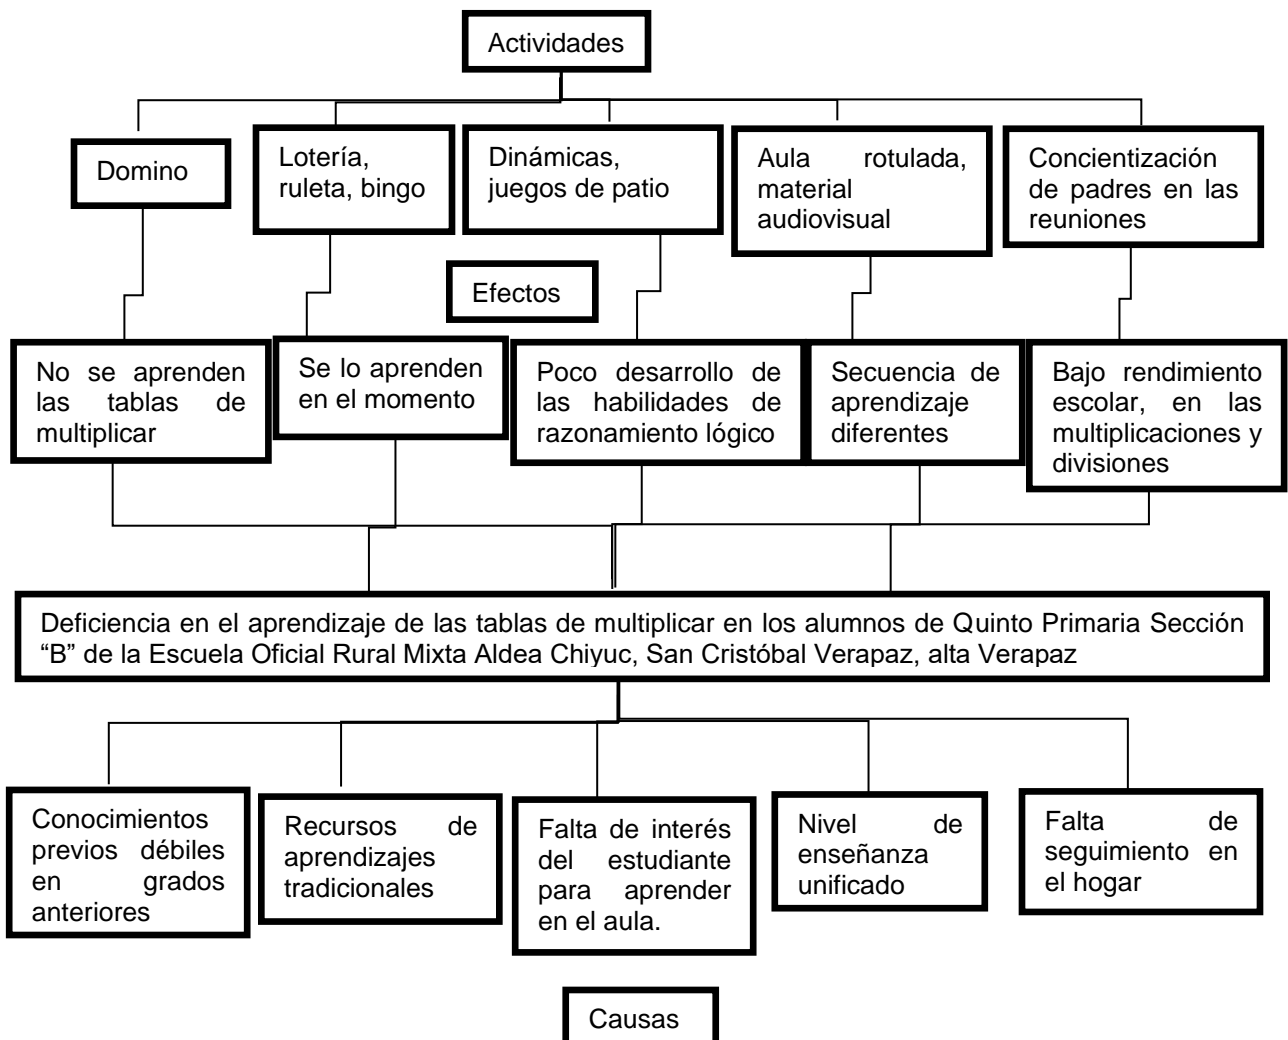 Actividades
Domino
Lotería,
ruleta, bingo
Dinámicas,
juegos de patio
Aula rotulada,
material
audiovisual
Concientización
de padres en las
reuniones
Efectos
No se aprenden
las tablas de
multiplicar
Se lo aprenden
en el momento
Poco desarrollo de
las habilidades de
razonamiento lógico
Secuencia de
aprendizaje
diferentes
Bajo rendimiento
escolar, en las
multiplicaciones y
divisiones
Deficiencia en el aprendizaje de las tablas de multiplicar en los alumnos de Quinto Primaria Sección
“B” de la Escuela Oficial Rural Mixta Aldea Chiyuc, San Cristóbal Verapaz, alta Verapaz
Conocimientos
previos débiles
en grados
anteriores
Recursos de
aprendizajes
tradicionales
Falta de interés
del estudiante
para aprender
en el aula.
Nivel de
enseñanza
unificado
Falta de
seguimiento en
el hogar
Causas